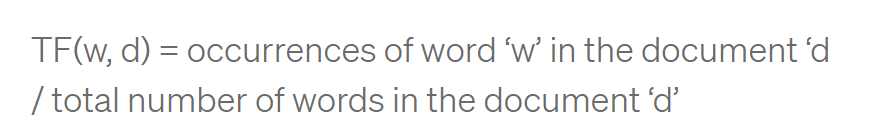 TF(w, d) = occurrences of word ‘w’ in the document ‘d
/ total number of words in the document ‘d’